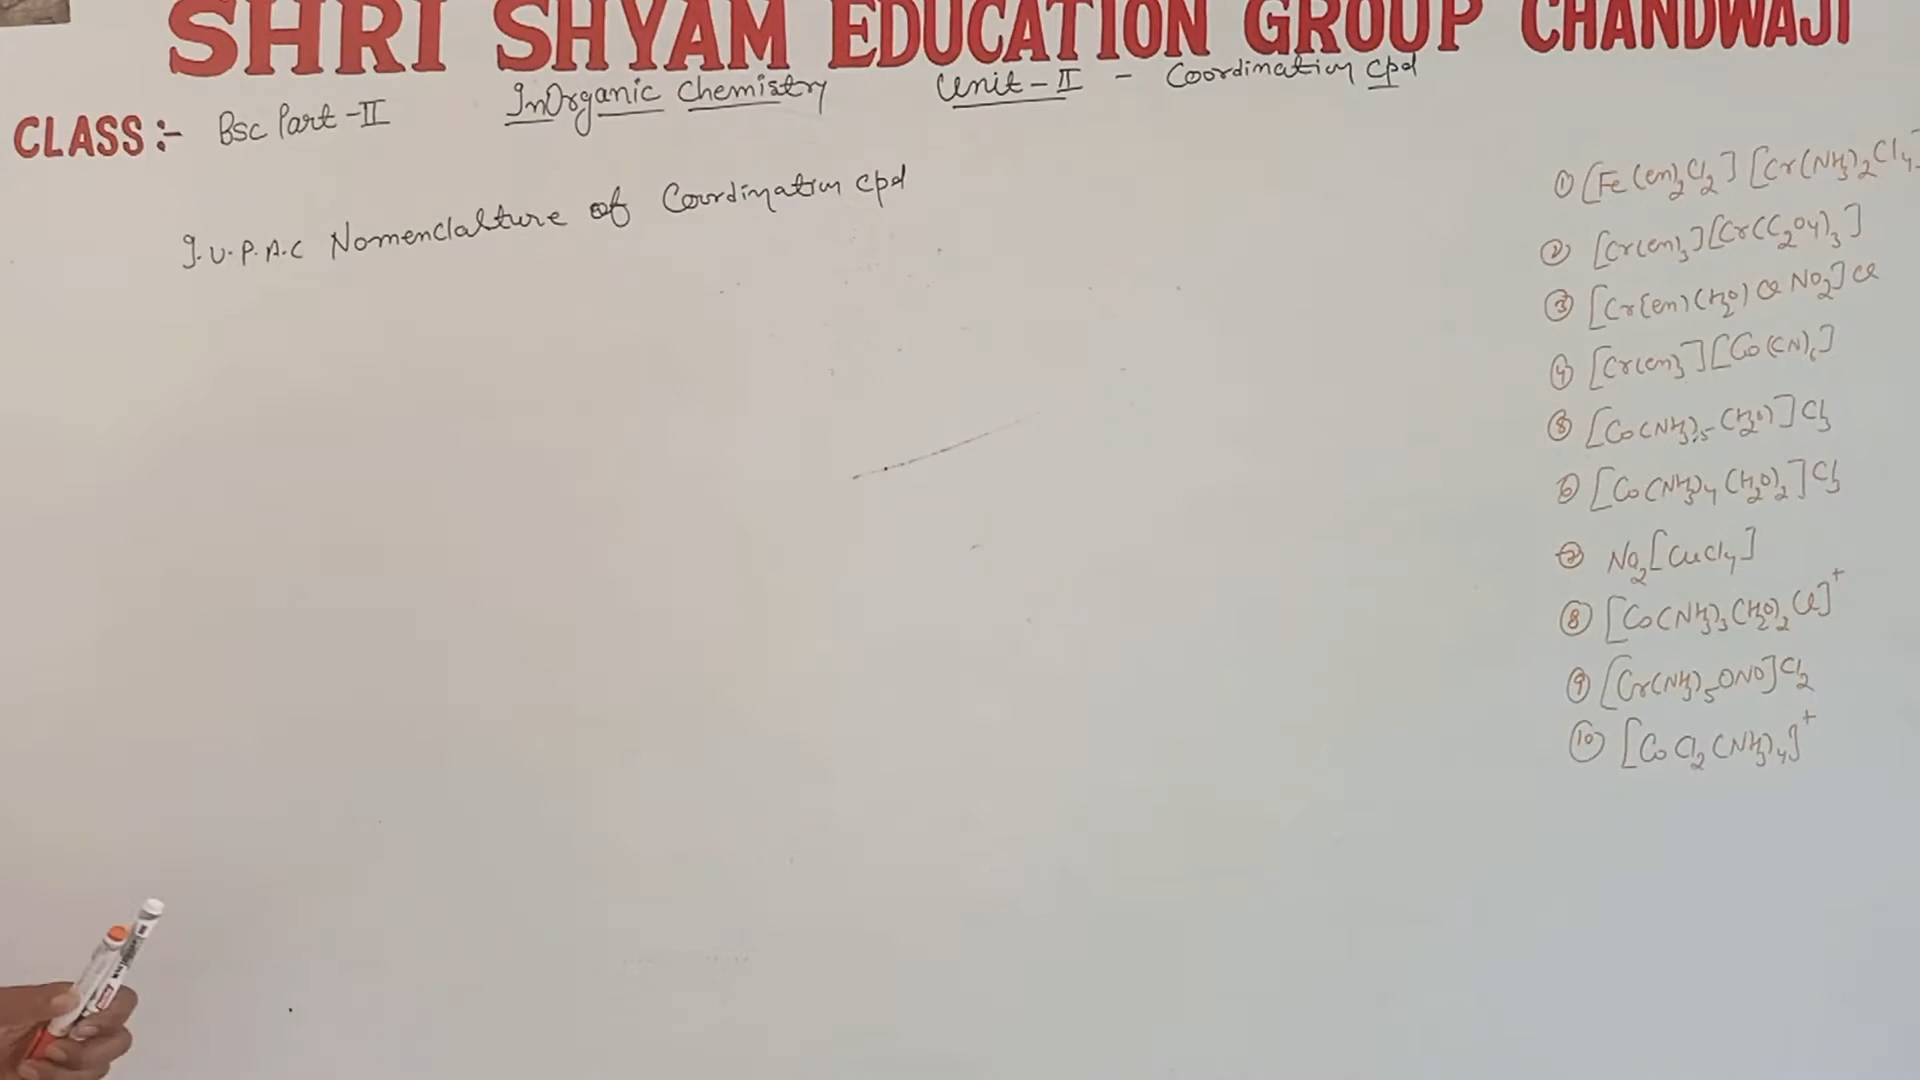 SHRI SHYAM EDUCATION GROUP CHANDWAJI
CLASS:- Bsc Part-II InOrganic Chemistry Unit-II - Coordination cpd
I.U.P.A.C Nomenclature of Coordination cpd
① [Fe(en)₂Cl₂] [Cr(NH₃)₂Cl₄]
② [Cr(en)₃][Cr(C₂O₄)₃]
③ [Cr(en)(H₂O) Cl NO₂]Cl
④ [Cr(en)₃][Co(CN)₆]
⑤ [Co(NH₃)₅(H₂O)]Cl₃
⑥ [Co(NH₃)₄(H₂O)₂]Cl₃
⑦ Na₂[CuCl₄]
⑧ [Co(NH₃)₃(H₂O)₂Cl]⁺
⑨ [Cr(NH₃)₅ONO]Cl₂
⑩ [CoCl₂(NH₃)₄]⁺